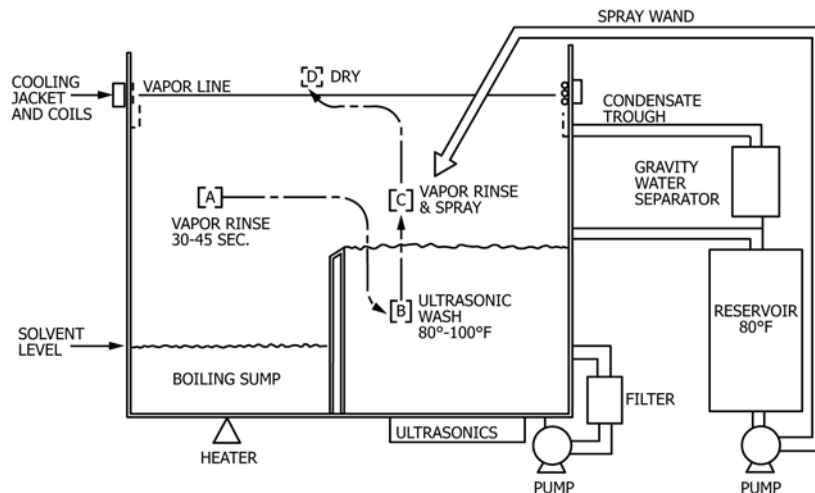 SPRAY WAND
COOLING
JACKET
AND COILS
VAPOR LINE
D
DRY
CONDENSATE
TROUGH
A
VAPOR RINSE
30-45 SEC.
C
VAPOR RINSE
& SPRAY
GRAVITY
WATER
SEPARATOR
B
ULTRASONIC
WASH
80°-100°F
RESERVOIR
80°F
SOLVENT
LEVEL
BOILING SUMP
FILTER
ULTRASONICS
HEATER
PUMP
PUMP